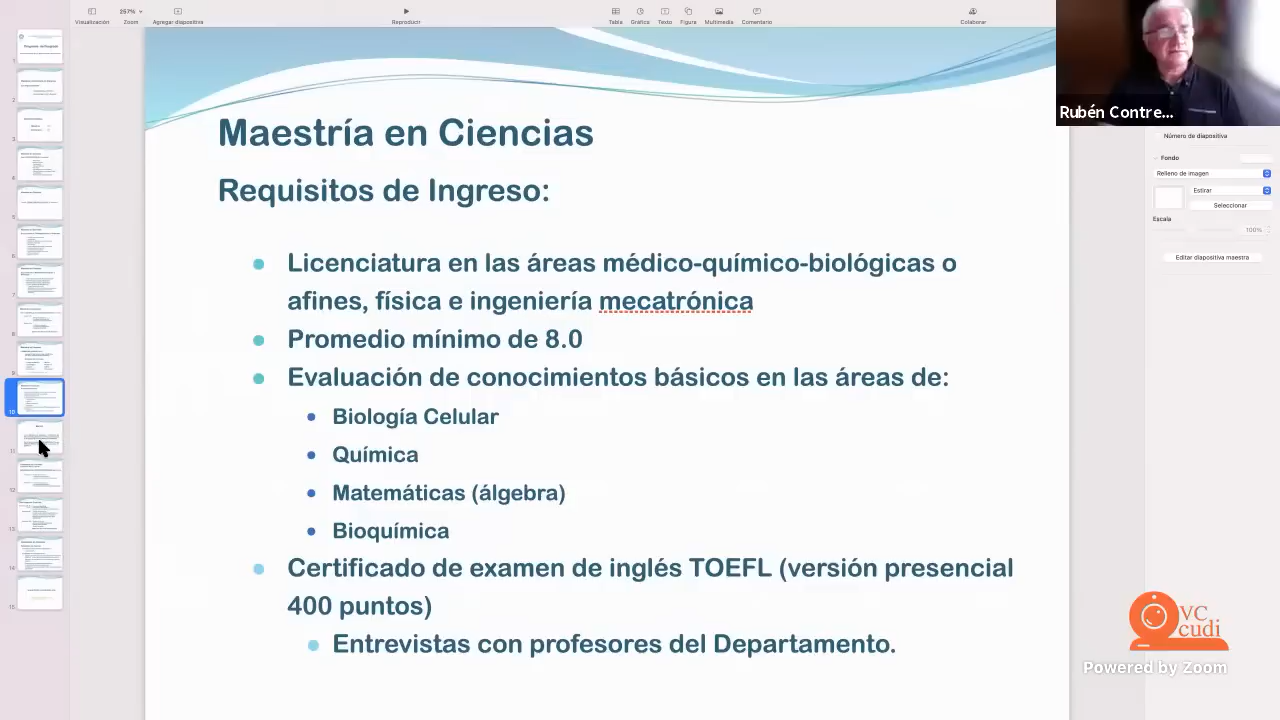 257%
Visualización Zoom Agregar diapositiva Reproducir Tabla Gráfico Texto Figura Multimedia Comentario Colaborar
Rubén Contre...
Número de diapositiva
Fondo
Relleno de imagen
Estirar
Seleccionar
Escala
100%
Editar diapositiva maestra
Maestría en Ciencias
Requisitos de Ingreso:
Licenciatura en las áreas médico-químico-biológicas o
afines, física e ingeniería mecatrónica
Promedio mínimo de 8.0
Evaluación de conocimientos básicos en las áreas de:
Biología Celular
Química
Matemáticas (álgebra)
Bioquímica
Certificado de examen de inglés TOEFL (versión presencial
400 puntos)
Entrevistas con profesores del Departamento.
VC
cudi
Powered by Zoom